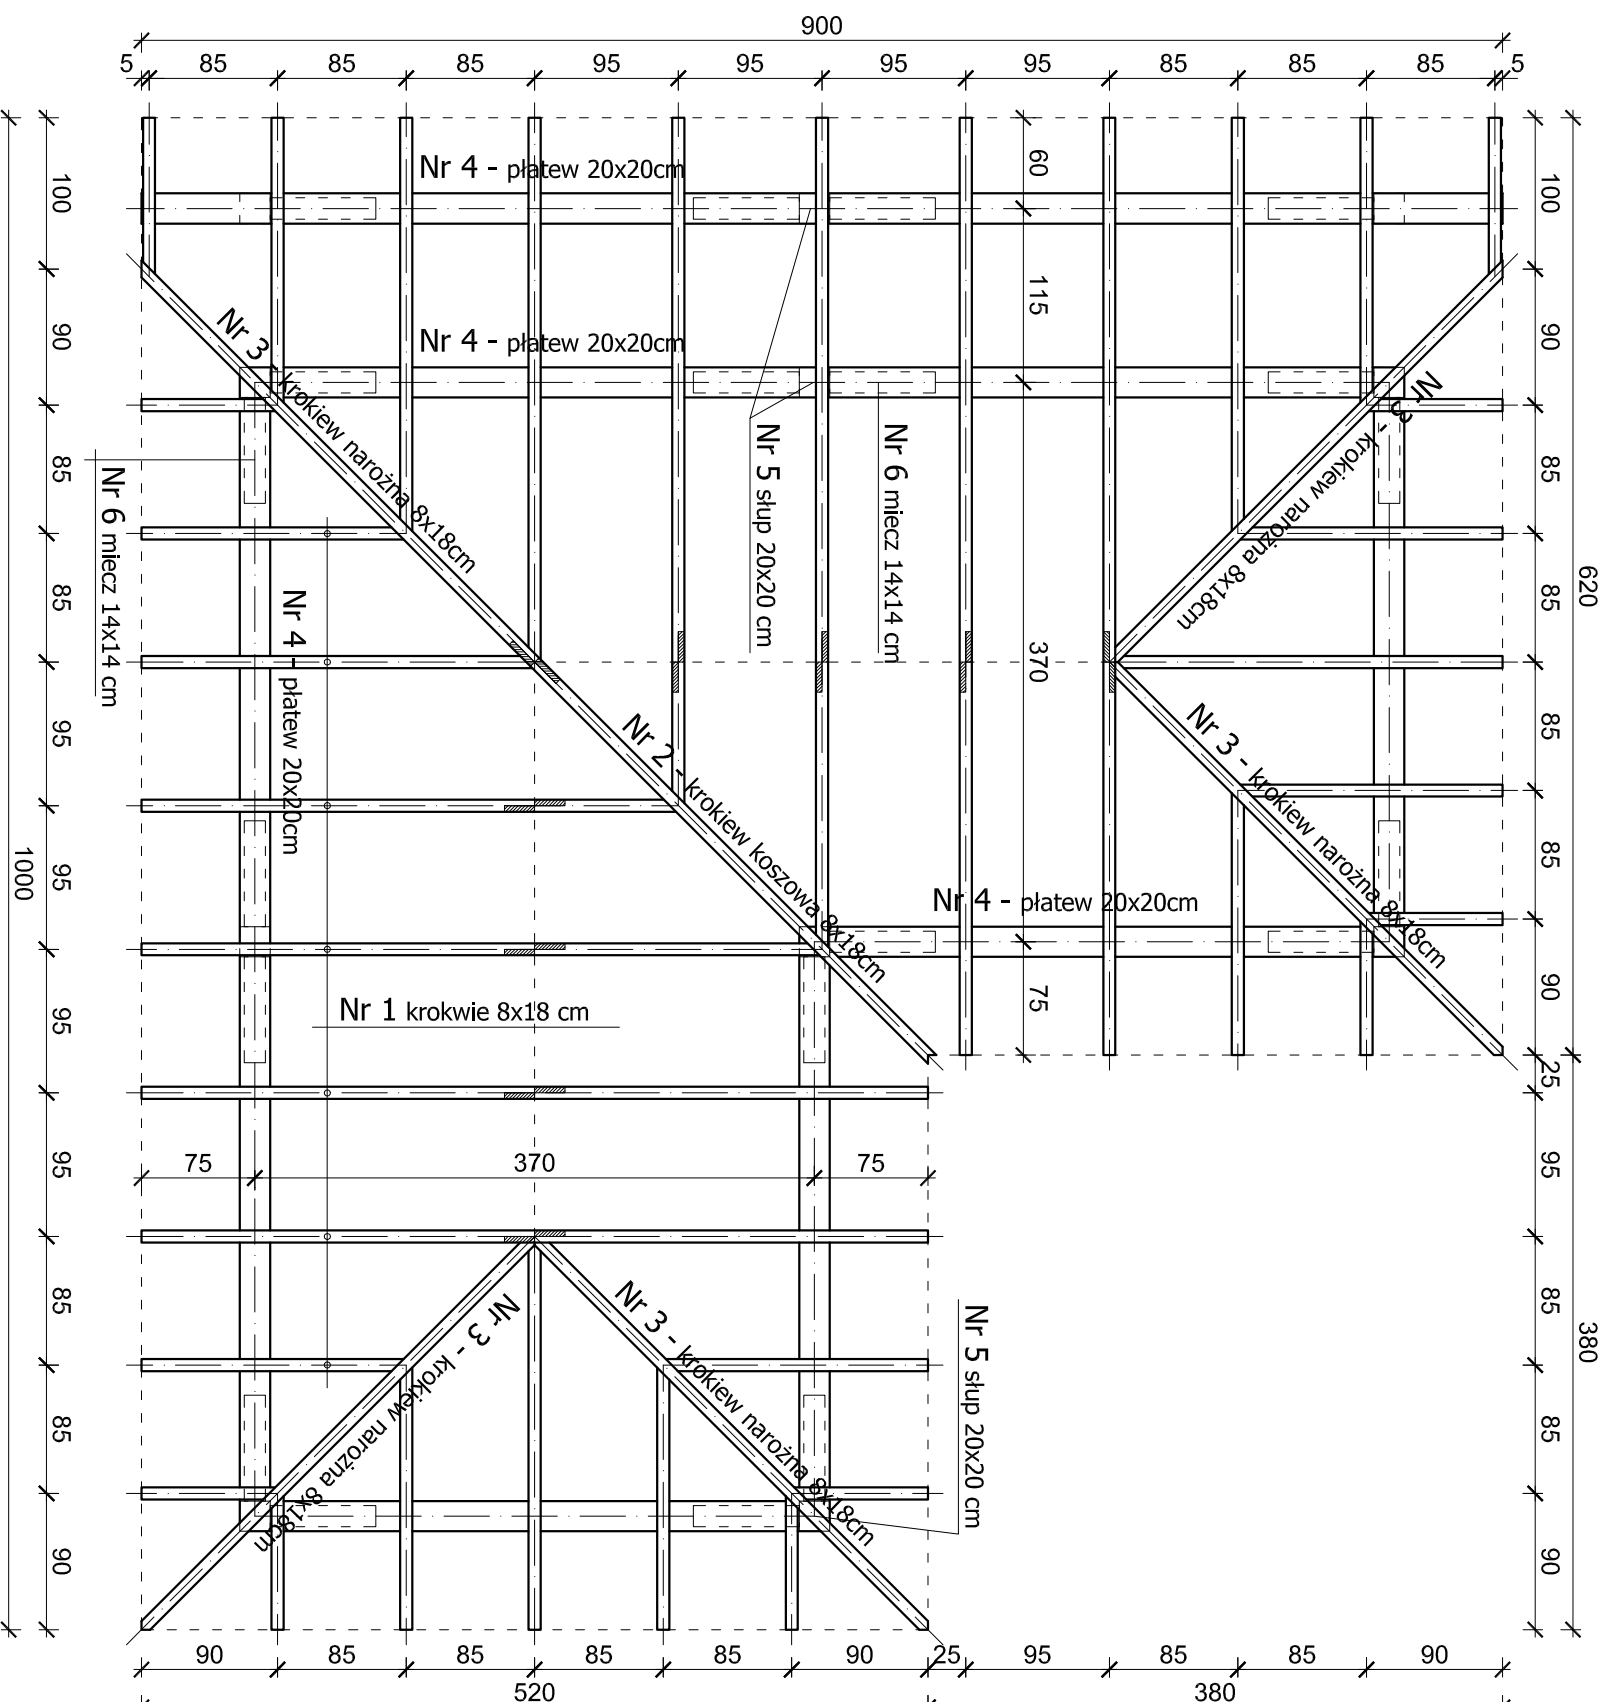 900
5 85 85 85 95 95 95 95 85 85 85 5
100
90
85
85
95
95
95
95
85
85
90
1000
60
115
370
75
100
90
85
85
85
85
90
25
95
85
85
90
620
380
Nr 4 - płatew 20x20cm
Nr 4 - płatew 20x20cm
Nr 3 - krokiew narożna 8x18cm
Nr 3 - krokiew narożna 8x18cm
Nr 5 słup 20x20 cm
Nr 6 miecz 14x14 cm
Nr 6 miecz 14x14 cm
Nr 4 - płatew 20x20cm
Nr 2 - krokiew koszowa 8x18cm
Nr 3 - krokiew narożna 8x18cm
Nr 4 - płatew 20x20cm
Nr 1 krokwie 8x18 cm
75 370 75
Nr 3 - krokiew narożna 8x18cm
Nr 3 - krokiew narożna 8x18cm
Nr 5 słup 20x20 cm
90 85 85 85 85 90 25 95 85 85 90
520 380